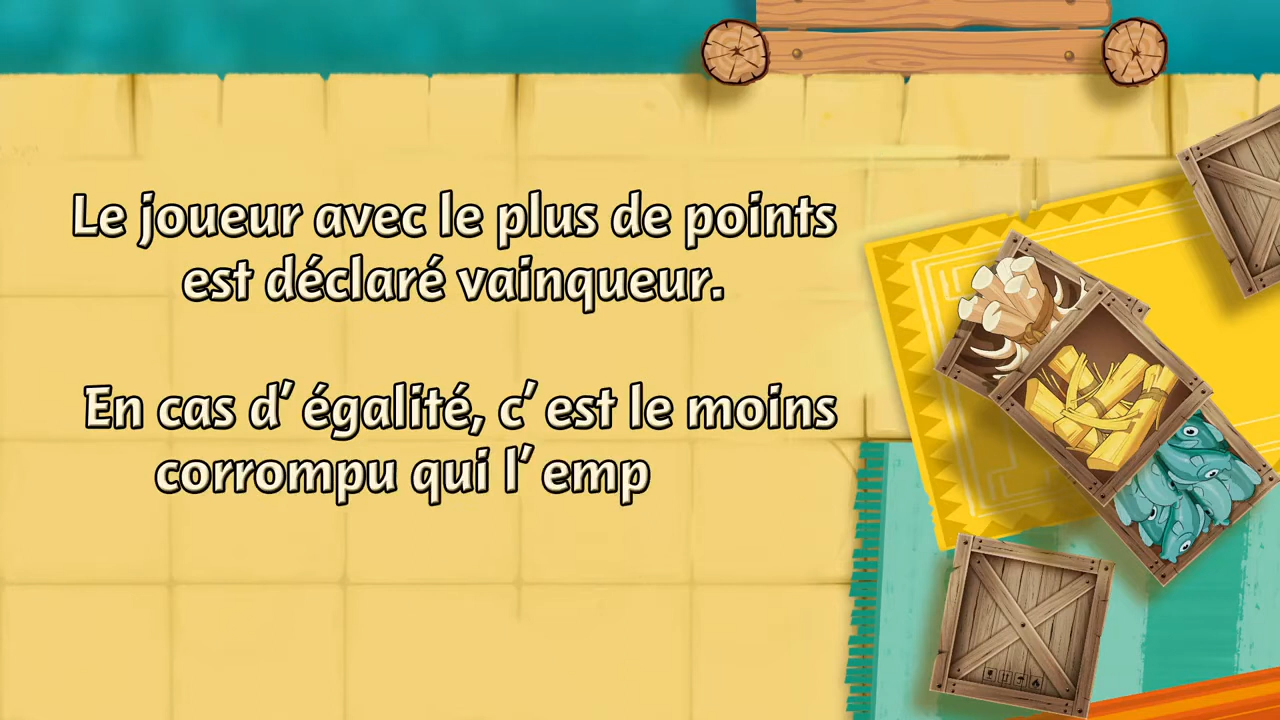 Le joueur avec le plus de points
est déclaré vainqueur.
En cas d’égalité, c’est le moins
corrompu qui l’emp